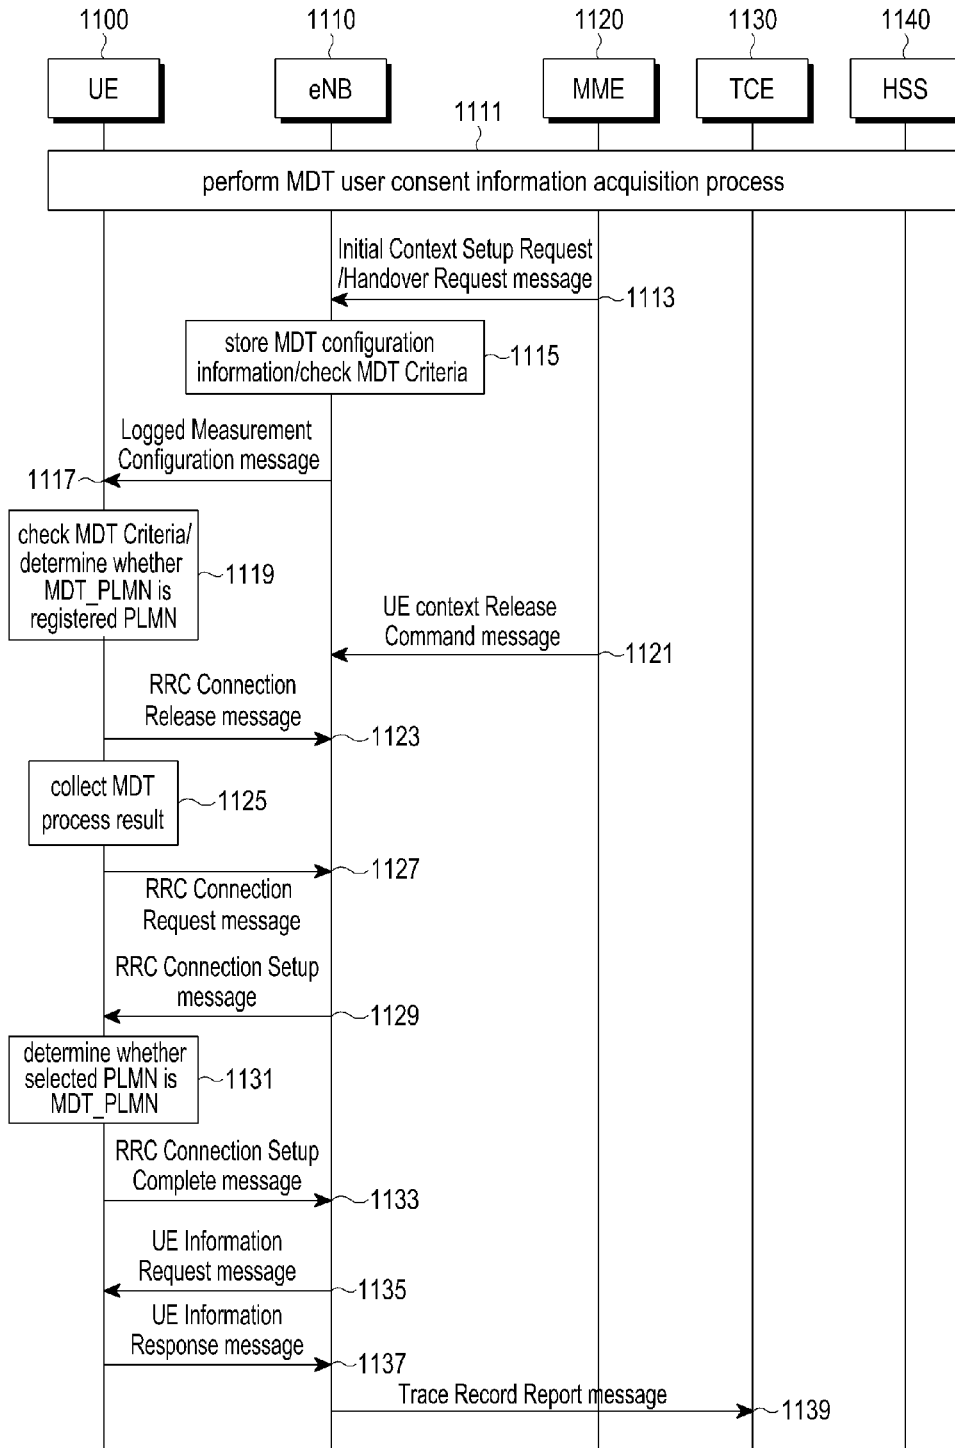 1100 1110 1120 1130 1140
UE eNB MME TCE HSS
1111
perform MDT user consent information acquisition process
Initial Context Setup Request
/Handover Request message
1113
store MDT configuration
information/check MDT Criteria
1115
Logged Measurement
Configuration message
1117
check MDT Criteria/
determine whether
MDT_PLMN is
registered PLMN
1119
UE context Release
Command message
1121
RRC Connection
Release message
1123
collect MDT
process result
1125
1127
RRC Connection
Request message
RRC Connection Setup
message
1129
determine whether
selected PLMN is
MDT_PLMN
1131
RRC Connection Setup
Complete message
1133
UE Information
Request message
1135
UE Information
Response message
1137
Trace Record Report message
1139